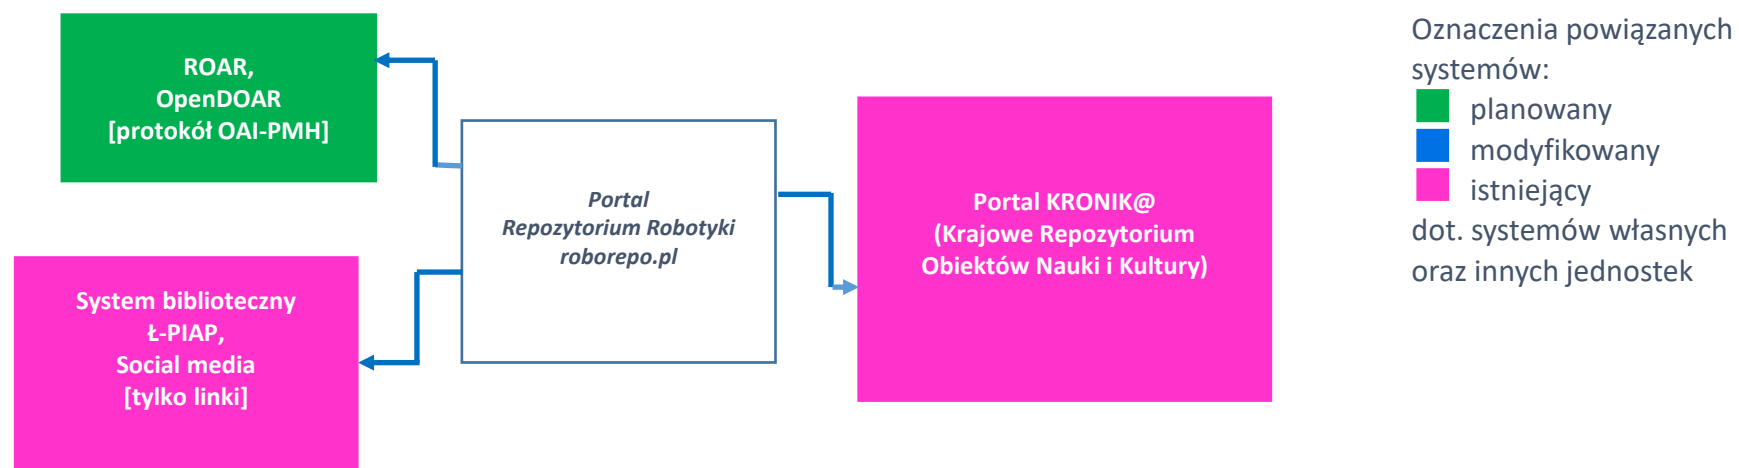 ROAR,
OpenDOAR
[protokół OAI-PMH]
System biblioteczny
Ł-PIAP,
Social media
[tylko linki]
Portal
Repozytorium Robotyki
roborepo.pl
Portal KRONIK@
(Krajowe Repozytorium
Obiektów Nauki i Kultury)
Oznaczenia powiązanych
systemów:
planowany
modyfikowany
istniejący
dot. systemów własnych
oraz innych jednostek